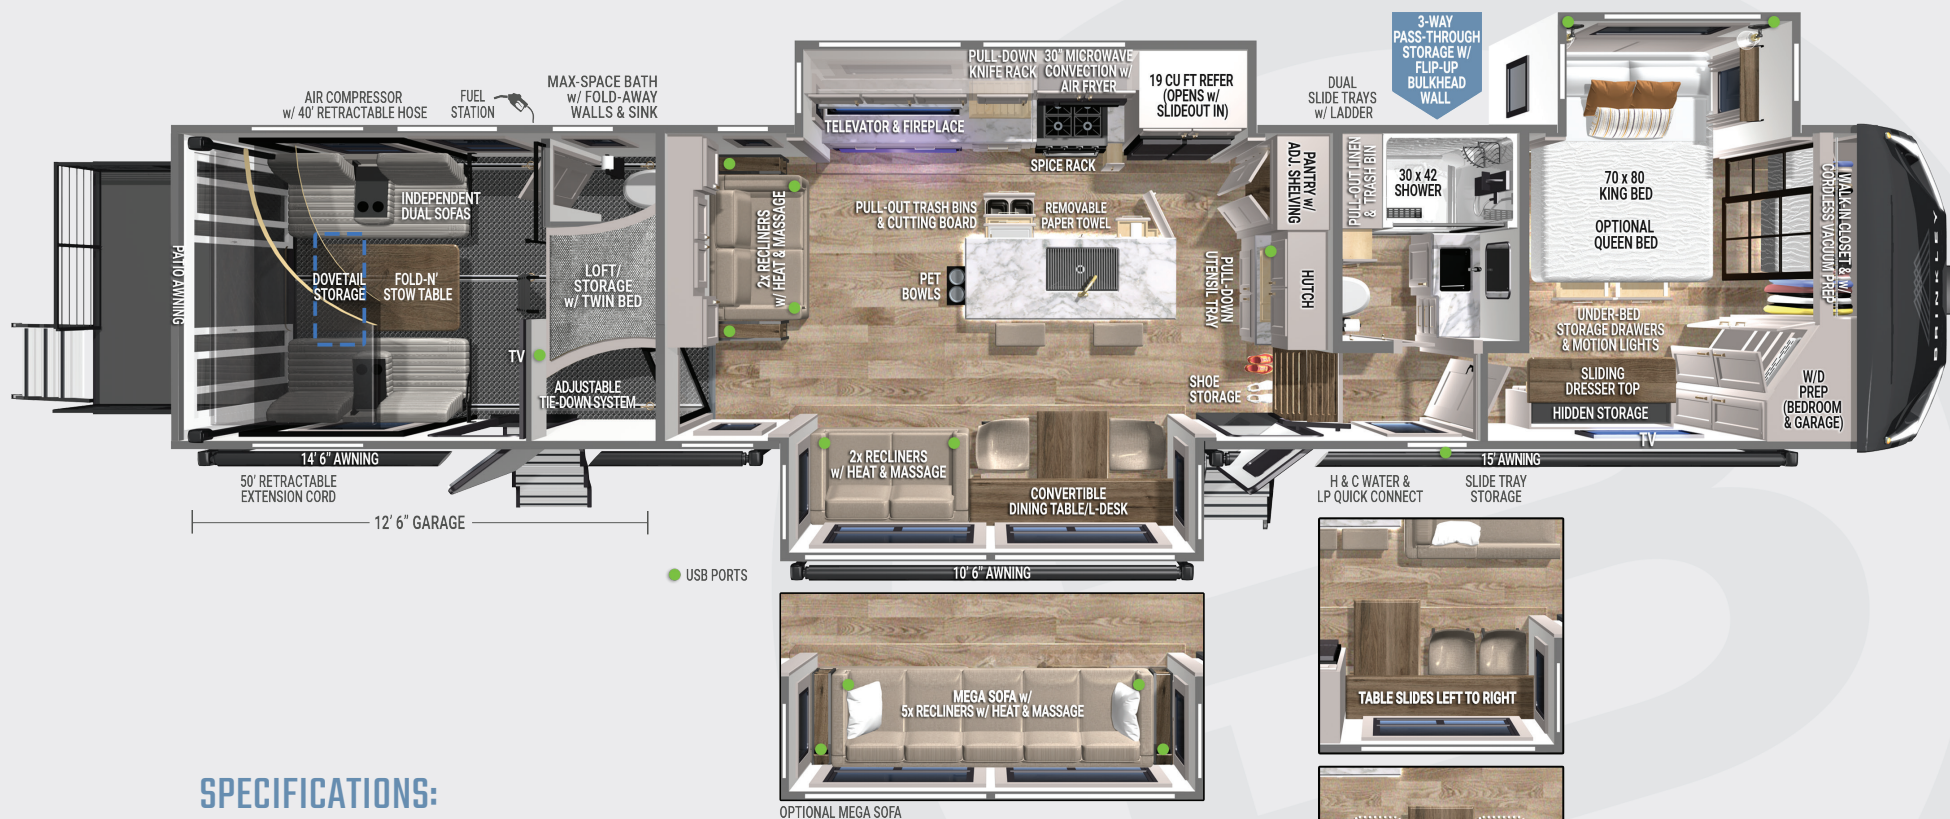 3-WAY
PASS-THROUGH
STORAGE W/
FLIP-UP
BULKHEAD
WALL
MAX-SPACE BATH
w/ FOLD-AWAY
WALLS & SINK
AIR COMPRESSOR
w/ 40' RETRACTABLE HOSE
FUEL
STATION
PULL-DOWN
KNIFE RACK
30" MICROWAVE
CONVECTION w/
AIR FRYER
19 CU FT REFER
(OPENS w/
SLIDEOUT IN)
DUAL
SLIDE TRAYS
w/ LADDER
TELEVATOR & FIREPLACE
SPICE RACK
PATIO AWNING
INDEPENDENT
DUAL SOFAS
DOVETAIL
STORAGE
FOLD-N'
STOW TABLE
LOFT/
STORAGE
w/ TWIN BED
TV
ADJUSTABLE
TIE-DOWN SYSTEM
2x RECLINERS
w/ HEAT & MASSAGE
PULL-OUT TRASH BINS
& CUTTING BOARD
REMOVABLE
PAPER TOWEL
PET
BOWLS
PULL-DOWN
UTENSIL TRAY
PANTRY w/
ADJ. SHELVING
HUTCH
SHOE
STORAGE
PULL-OUT LINEN
& TRASH BIN
30 x 42
SHOWER
70 x 80
KING BED
OPTIONAL
QUEEN BED
WALK-IN CLOSET & w/
CORDLESS VACUUM PREP
UNDER-BED
STORAGE DRAWERS
& MOTION LIGHTS
SLIDING
DRESSER TOP
HIDDEN STORAGE
TV
W/D
PREP
(BEDROOM
& GARAGE)
BRINKLEY
14' 6" AWNING
50' RETRACTABLE
EXTENSION CORD
12' 6" GARAGE
2x RECLINERS
w/ HEAT & MASSAGE
CONVERTIBLE
DINING TABLE/L-DESK
15' AWNING
H & C WATER &
LP QUICK CONNECT
SLIDE TRAY
STORAGE
10' 6" AWNING
USB PORTS
MEGA SOFA w/
5x RECLINERS w/ HEAT & MASSAGE
OPTIONAL MEGA SOFA
TABLE SLIDES LEFT TO RIGHT
SPECIFICATIONS: